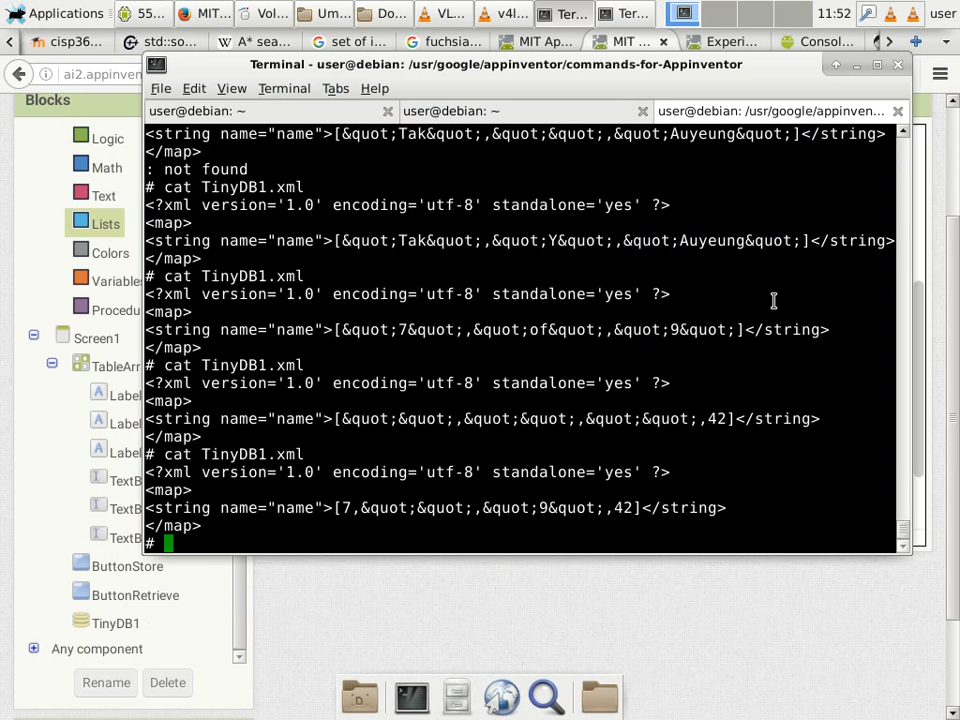 Applications
55...
MIT...
Vol...
Um...
Do...
VL...
v4l...
Ter...
Ter...
11:52
user
cisp36...
std::so...
A* sea...
set of i...
fuchsia...
MIT Ap...
MIT ...
Experi...
Consol...
ai2.appinven
Terminal - user@debian: /usr/google/appinventor/commands-for-Appinventor
File Edit View Terminal Tabs Help
user@debian: ~
user@debian: ~
user@debian: /usr/google/appinven...
<string name="name">[&quot;Tak&quot;,&quot;&quot;,&quot;Auyeung&quot;]</string>
</map>
: not found
# cat TinyDB1.xml
<?xml version='1.0' encoding='utf-8' standalone='yes' ?>
<map>
<string name="name">[&quot;Tak&quot;,&quot;Y&quot;,&quot;Auyeung&quot;]</string>
</map>
# cat TinyDB1.xml
<?xml version='1.0' encoding='utf-8' standalone='yes' ?>
<map>
<string name="name">[&quot;7&quot;,&quot;of&quot;,&quot;9&quot;]</string>
</map>
# cat TinyDB1.xml
<?xml version='1.0' encoding='utf-8' standalone='yes' ?>
<map>
<string name="name">[&quot;&quot;,&quot;&quot;,&quot;&quot;,42]</string>
</map>
# cat TinyDB1.xml
<?xml version='1.0' encoding='utf-8' standalone='yes' ?>
<map>
<string name="name">[7,&quot;&quot;,&quot;9&quot;,42]</string>
</map>
#
Blocks
Logic
Math
Text
Lists
Colors
Variables
Procedu
Screen1
TableArr
Label
Label
Label
TextB
TextB
TextB
ButtonStore
ButtonRetrieve
TinyDB1
Any component
Rename
Delete